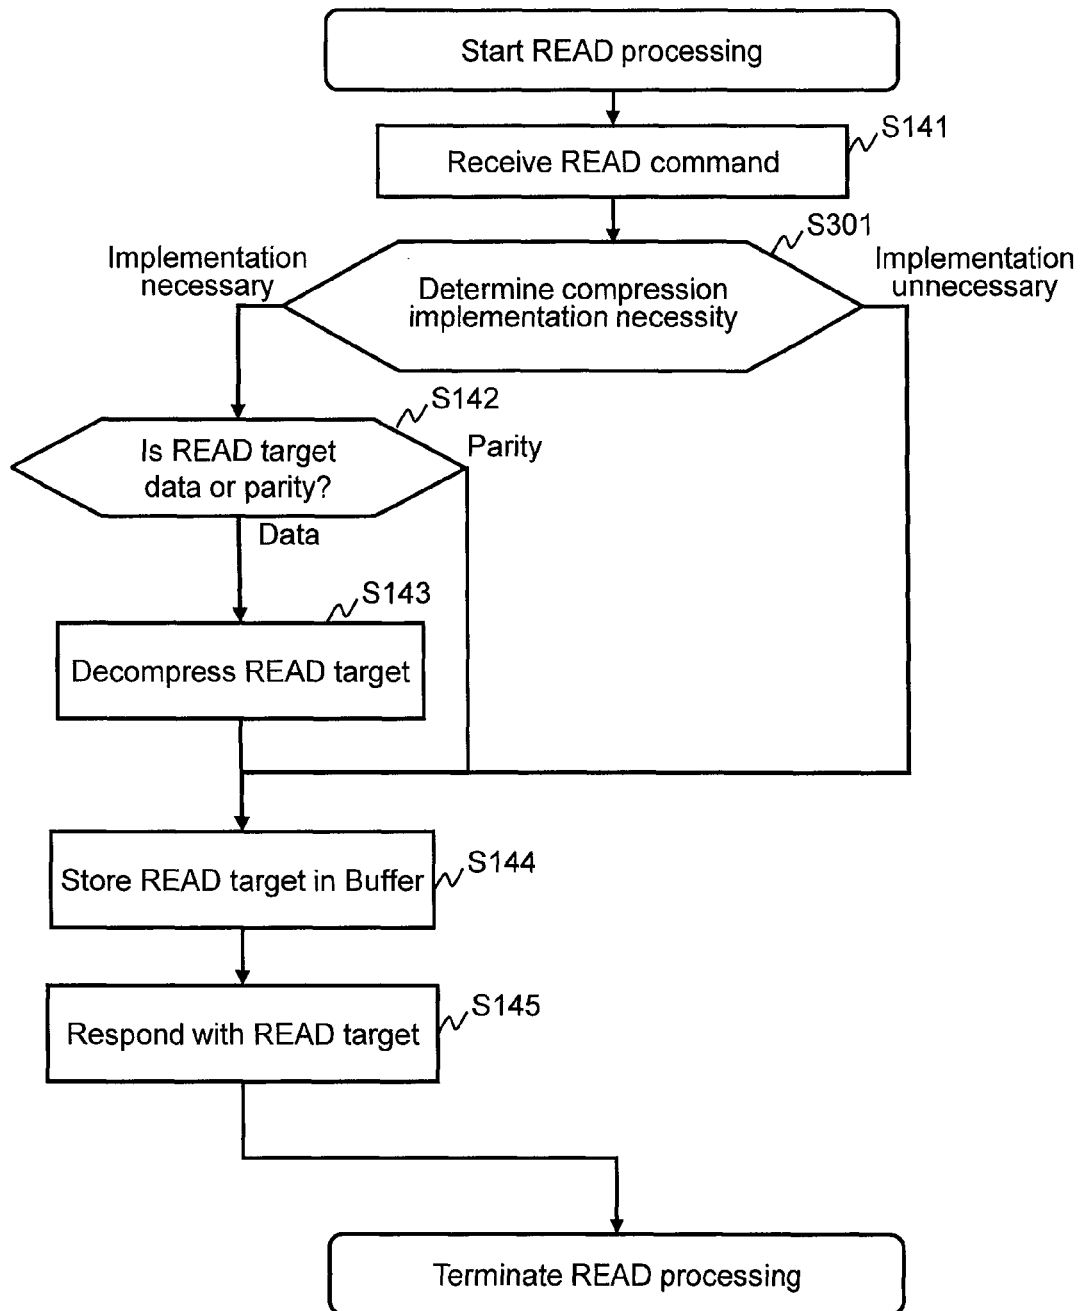 Start READ processing
S141
Receive READ command
S301
Implementation
necessary
Implementation
unnecessary
Determine compression
implementation necessity
S142
Is READ target
data or parity?
Parity
Data
S143
Decompress READ target
Store READ target in Buffer
S144
Respond with READ target
S145
Terminate READ processing